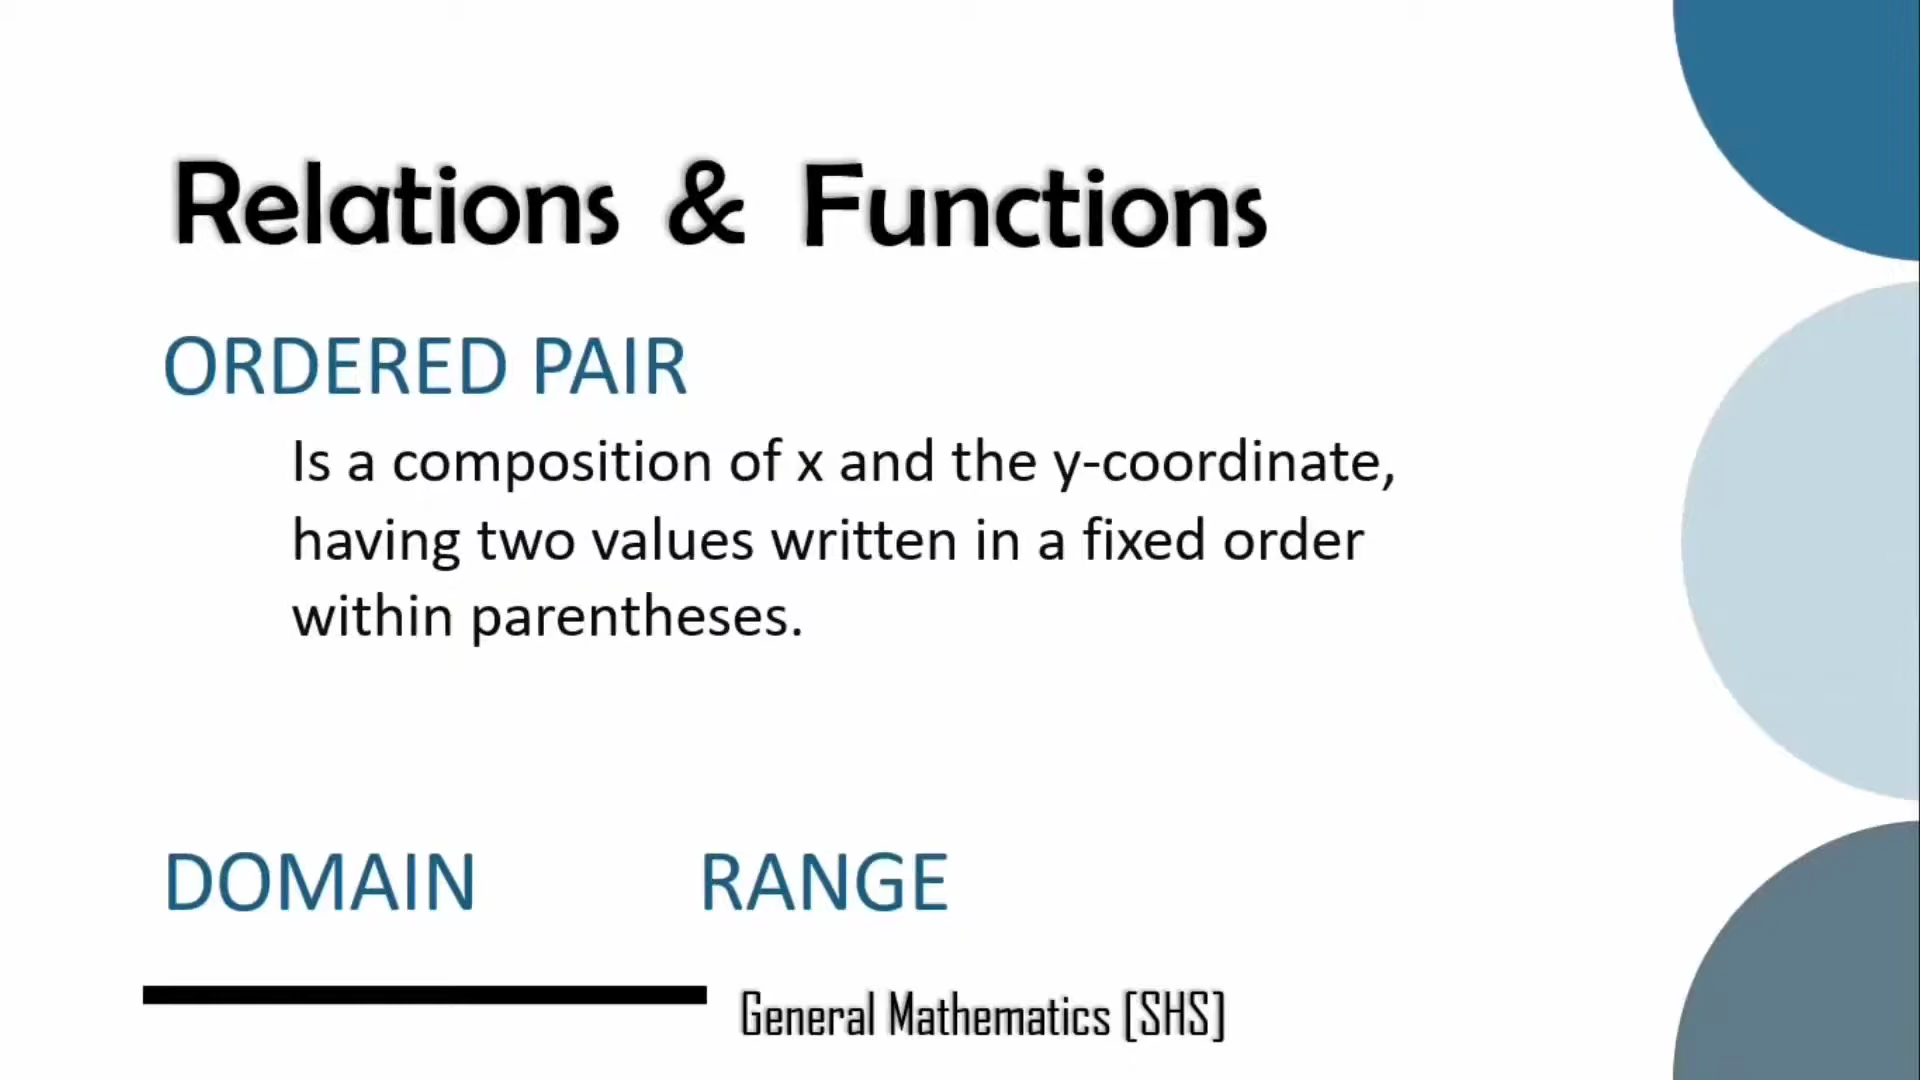 Relations & Functions
ORDERED PAIR
Is a composition of x and the y-coordinate,
having two values written in a fixed order
within parentheses.
DOMAIN RANGE
General Mathematics [SHS]